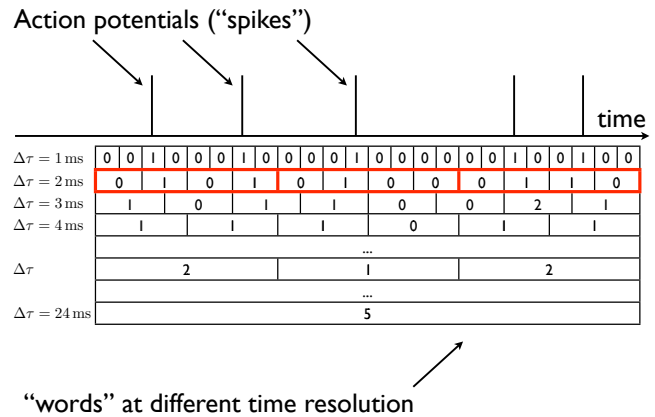 Action potentials (“spikes”)
time
Δτ = 1 ms 0 0 1 0 0 0 1 0 0 0 0 1 0 0 0 0 0 0 1 0 0 1 0 0
Δτ = 2 ms 0 1 0 1 0 1 0 0 0 1 1 0
Δτ = 3 ms 1 0 1 1 0 0 2 1
Δτ = 4 ms 1 1 1 0 1 1
...
Δτ 2 1 2
...
Δτ = 24 ms 5
“words” at different time resolution